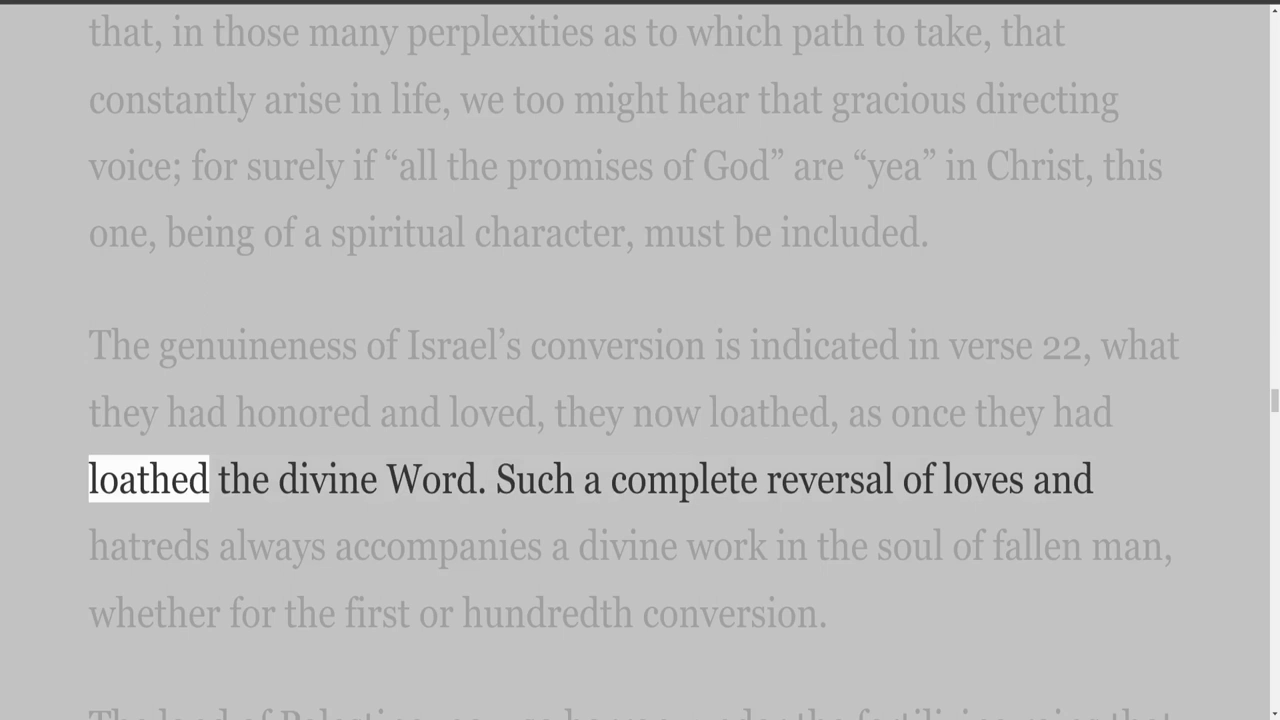 that, in those many perplexities as to which path to take, that
constantly arise in life, we too might hear that gracious directing
voice; for surely if “all the promises of God” are “yea” in Christ, this
one, being of a spiritual character, must be included.
The genuineness of Israel’s conversion is indicated in verse 22, what
they had honored and loved, they now loathed, as once they had
loathed the divine Word. Such a complete reversal of loves and
hatreds always accompanies a divine work in the soul of fallen man,
whether for the first or hundredth conversion.